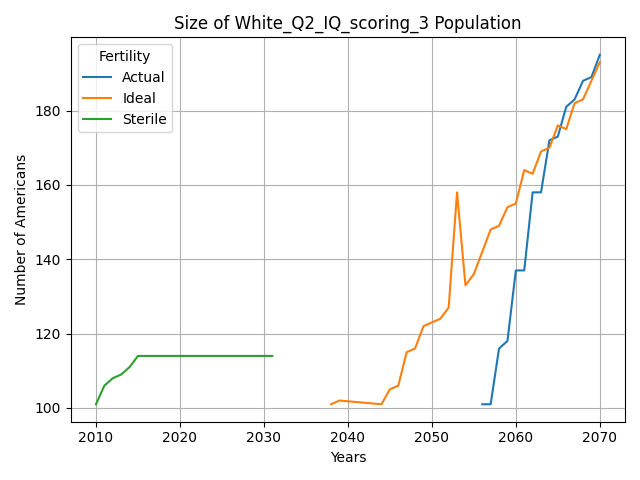 Size of White_Q2_IQ_scoring_3 Population
Fertility
Actual
Ideal
Sterile
Number of Americans
180
160
140
120
100
2010
2020
2030
2040
2050
2060
2070
Years